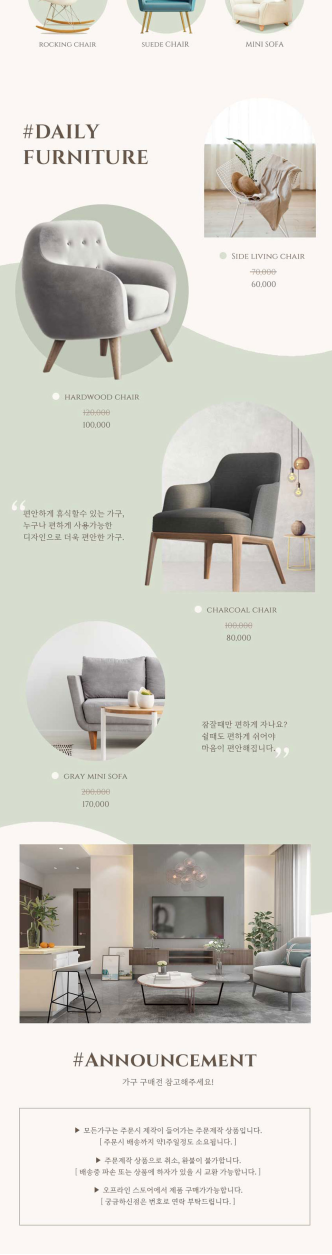 ROCKING CHAIR
SUEDE CHAIR
MINI SOFA
#DAILY
FURNITURE
SIDE LIVING CHAIR
70,000
60,000
HARDWOOD CHAIR
120,000
100,000
“
편안하게 휴식할수 있는 가구,
누구나 편하게 사용가능한
디자인으로 더욱 편안한 가구.
CHARCOAL CHAIR
100,000
80,000
잠잘때만 편하게 자나요?
쉴때도 편하게 쉬어야
마음이 편안해집니다.
”
GRAY MINI SOFA
200,000
170,000
#ANNOUNCEMENT
가구 구매전 참고해주세요!
▶ 모든가구는 주문시 제작이 들어가는 주문제작 상품입니다.
[ 주문시 배송까지 약1주일정도 소요됩니다. ]
▶ 주문제작 상품으로 취소, 환불이 불가합니다.
[ 배송중 파손 또는 상품에 하자가 있을 시 교환 가능합니다. ]
▶ 오프라인 스토어에서 제품 구매가가능합니다.
[ 궁금하신점은 번호로 연락 부탁드립니다. ]